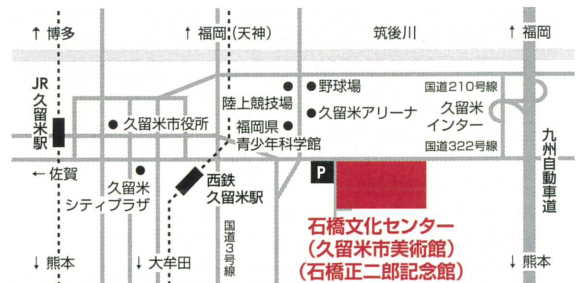 ↑ 博多
↑ 福岡(天神)
筑後川
↑ 福岡
JR
久留米駅
野球場
陸上競技場
久留米アリーナ
福岡県
青少年科学館
国道210号線
久留米
インター
国道322号線
九州自動車道
久留米市役所
← 佐賀
久留米
シティプラザ
西鉄
久留米駅
P
国道3号線
石橋文化センター
(久留米市美術館)
(石橋正二郎記念館)
↓ 熊本
↓ 大牟田
↓ 熊本